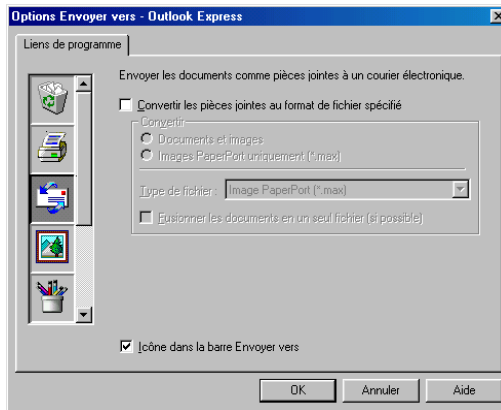 Options Envoyer vers - Outlook Express
Liens de programme
Envoyer les documents comme pièces jointes à un courier électronique.
Convertir les pièces jointes au format de fichier spécifié
Convertir
Documents et images
Images PaperPort uniquement (*.max)
Type de fichier : Image PaperPort (*.max)
Fusionner les documents en un seul fichier (si possible)
Icône dans la barre Envoyer vers
OK Annuler Aide